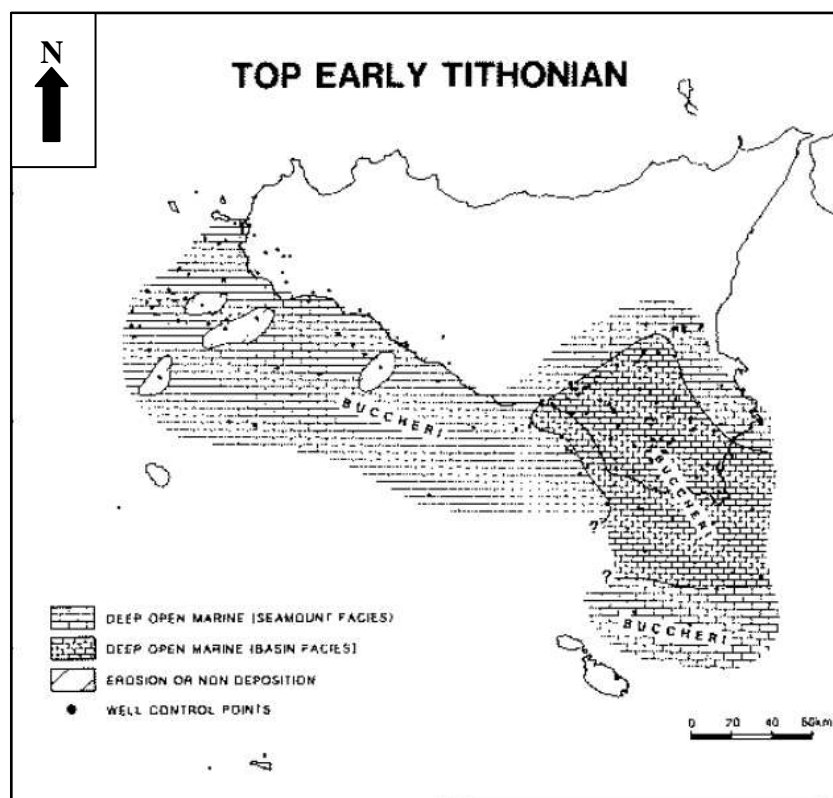 N
TOP EARLY TITHONIAN
BUCCHERI
BUCCHERI
?
?
BUCCHERI
DEEP OPEN MARINE (SEAMOUNT FACIES)
DEEP OPEN MARINE (BASIN FACIES)
EROSION OR NON DEPOSITION
WELL CONTROL POINTS
0 20 40 60km